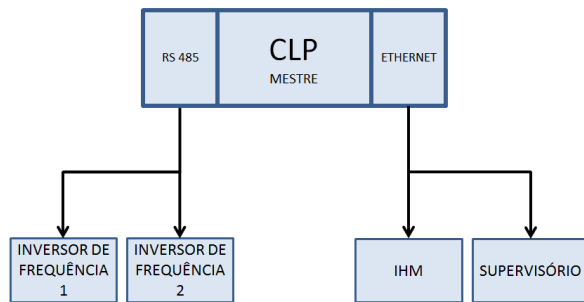 RS 485
CLP
MESTRE
ETHERNET
INVERSOR DE
FREQUÊNCIA
1
INVERSOR DE
FREQUÊNCIA
2
IHM
SUPERVISÓRIO